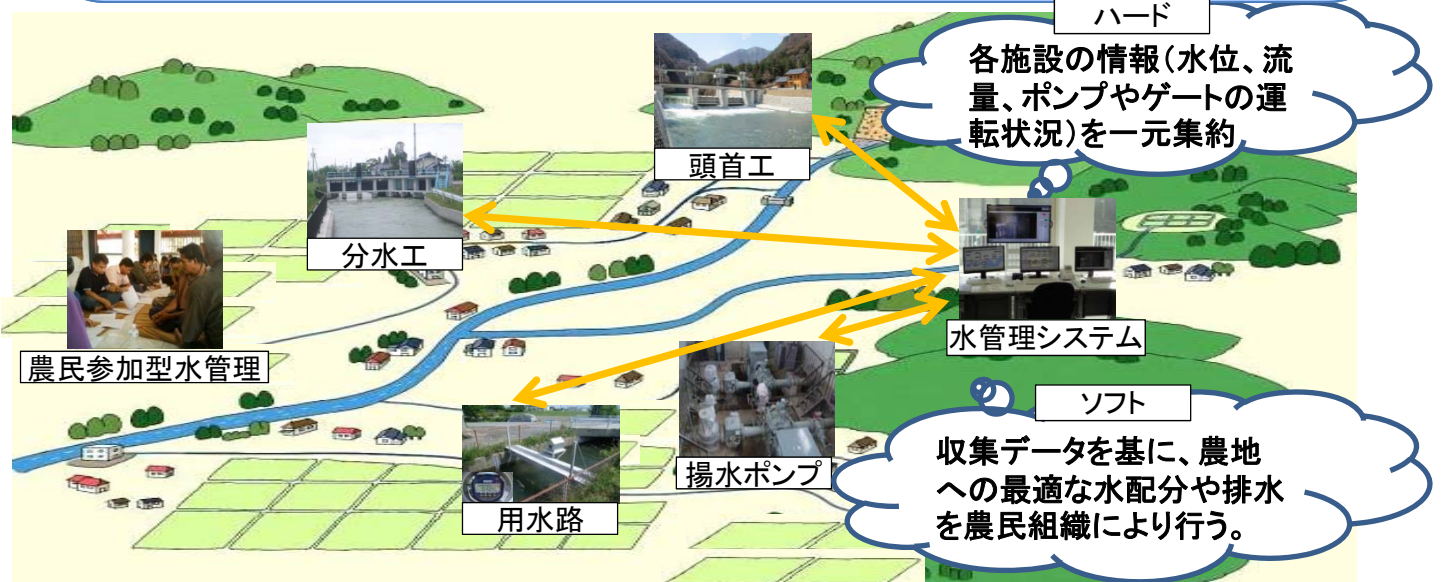 ハード
各施設の情報(水位、流
量、ポンプやゲートの運
転状況)を一元集約
頭首工
分水工
農民参加型水管理
水管理システム
ソフト
収集データを基に、農地
への最適な水配分や排水
を農民組織により行う。
揚水ポンプ
用水路